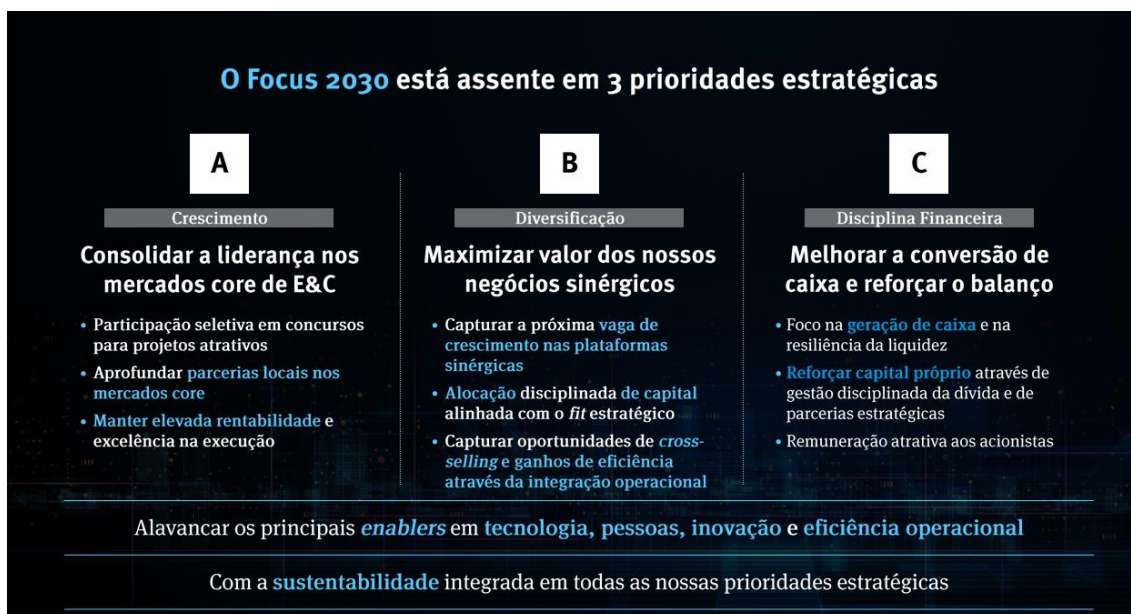 O Focus 2030 está assente em 3 prioridades estratégicas
A
Crescimento
Consolidar a liderança nos
mercados core de E&C
• Participação seletiva em concursos
para projetos atrativos
• Aprofundar parcerias locais nos
mercados core
• Manter elevada rentabilidade e
excelência na execução
B
Diversificação
Maximizar valor dos nossos
negócios sinérgicos
• Capturar a próxima vaga de
crescimento nas plataformas
sinérgicas
• Alocação disciplinada de capital
alinhada com o fit estratégico
• Capturar oportunidades de cross-
selling e ganhos de eficiência
através da integração operacional
C
Disciplina Financeira
Melhorar a conversão de
caixa e reforçar o balanço
• Foco na geração de caixa e na
resiliência da liquidez
• Reforçar capital próprio através de
gestão disciplinada da dívida e de
parcerias estratégicas
• Remuneração atrativa aos acionistas
Alavancar os principais enablers em tecnologia, pessoas, inovação e eficiência operacional
Com a sustentabilidade integrada em todas as nossas prioridades estratégicas